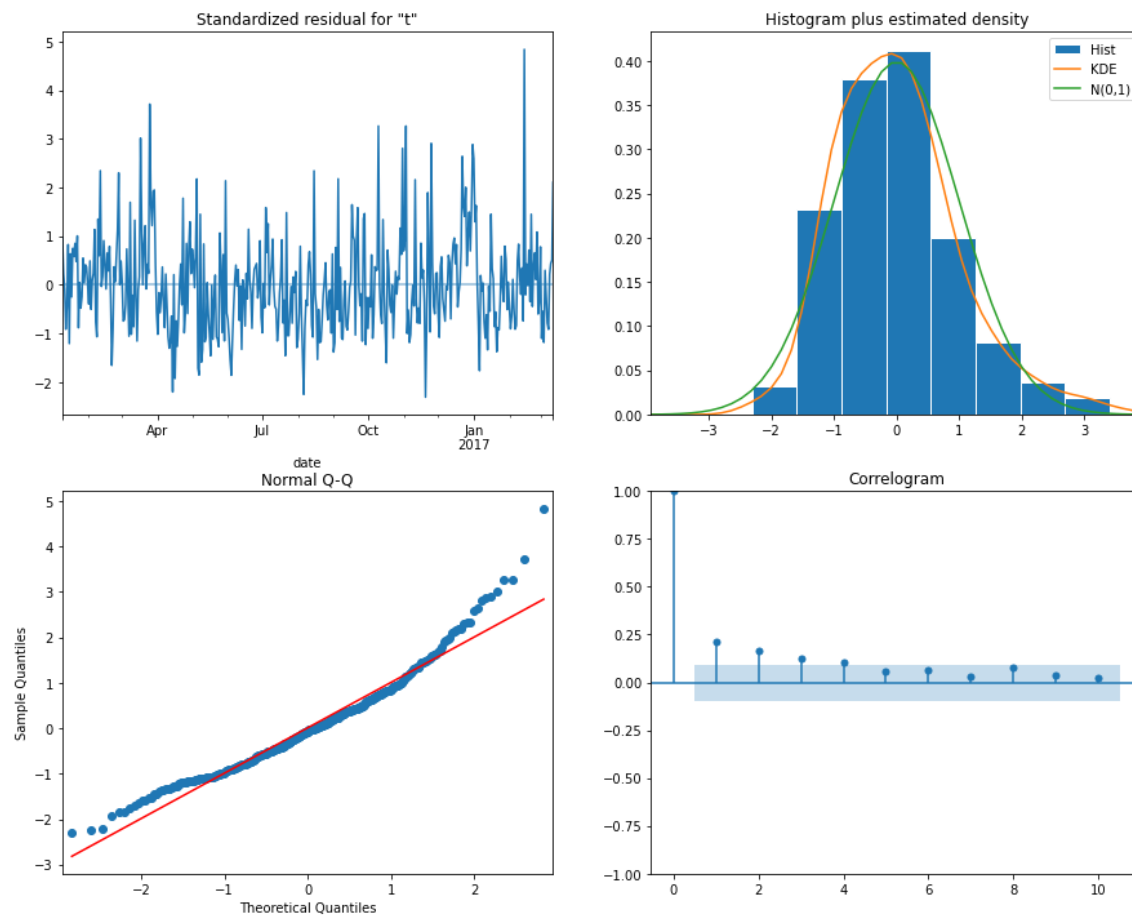 Standardized residual for "t"
5
4
3
2
1
0
−1
−2
Apr
Jul
Oct
Jan
2017
date
Histogram plus estimated density
Hist
KDE
N(0,1)
0.40
0.35
0.30
0.25
0.20
0.15
0.10
0.05
0.00
−3 −2 −1 0 1 2 3
Normal Q-Q
Sample Quantiles
5
4
3
2
1
0
−1
−2
−3
−2 −1 0 1 2
Theoretical Quantiles
Correlogram
1.00
0.75
0.50
0.25
0.00
−0.25
−0.50
−0.75
−1.00
0 2 4 6 8 10